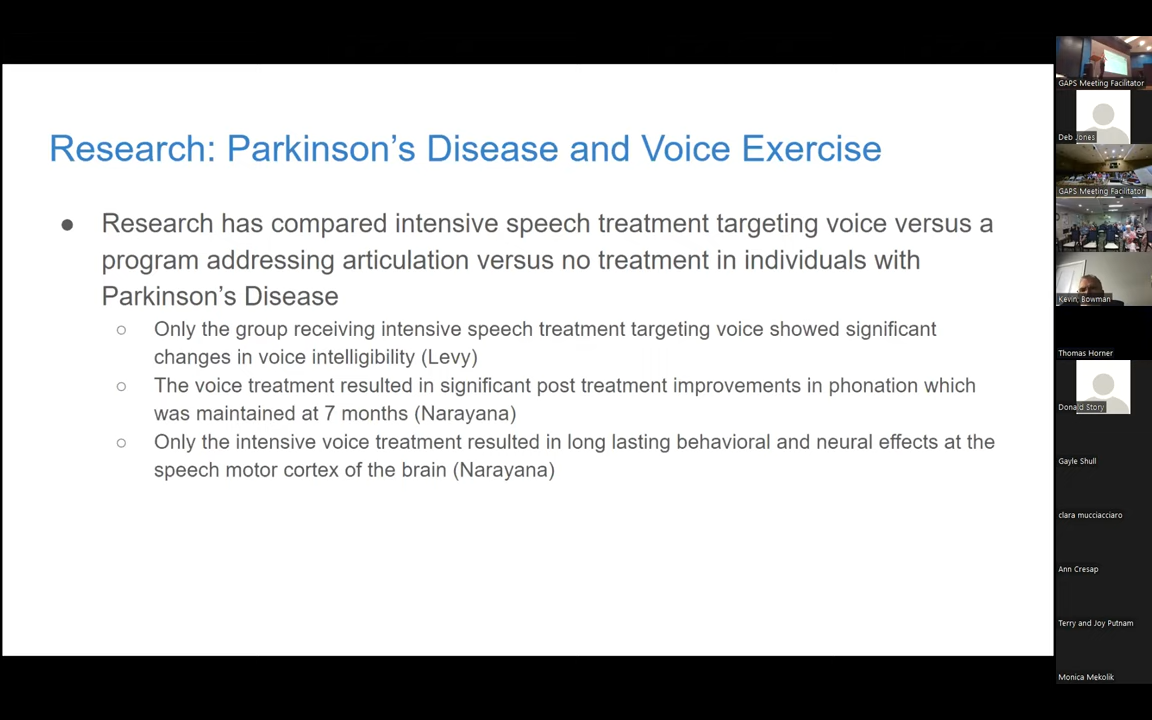 Research: Parkinson's Disease and Voice Exercise
● Research has compared intensive speech treatment targeting voice versus a
program addressing articulation versus no treatment in individuals with
Parkinson's Disease
○ Only the group receiving intensive speech treatment targeting voice showed significant
changes in voice intelligibility (Levy)
○ The voice treatment resulted in significant post treatment improvements in phonation which
was maintained at 7 months (Narayana)
○ Only the intensive voice treatment resulted in long lasting behavioral and neural effects at the
speech motor cortex of the brain (Narayana)
GAPS Meeting Facilitator
Deb Jones
GAPS Meeting Facilitator
Kevin, Bowman
Thomas Horner
Donald Story
Gayle Shull
clara mucciacciaro
Ann Cresap
Terry and Joy Putnam
Monica Mekolik